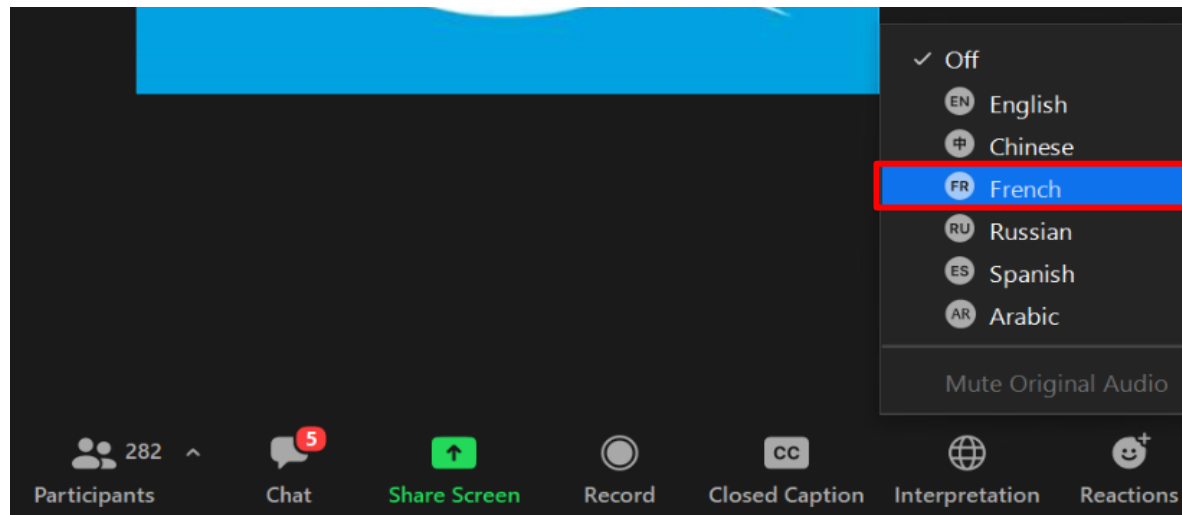 Off
EN English
中 Chinese
FR French
RU Russian
ES Spanish
AR Arabic
Mute Original Audio
282
5
CC
Participants
Chat
Share Screen
Record
Closed Caption
Interpretation
Reactions